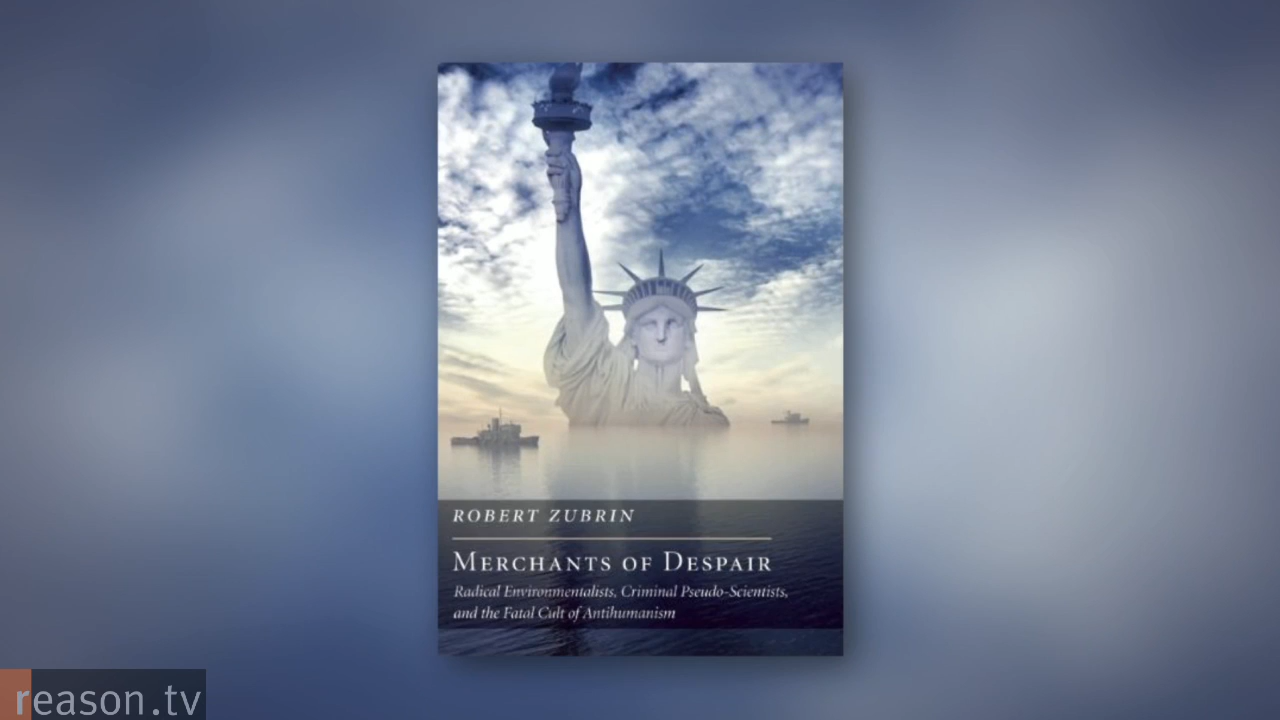 ROBERT ZUBRIN
MERCHANTS OF DESPAIR
Radical Environmentalists, Criminal Pseudo-Scientists,
and the Fatal Cult of Antihumanism
reason.tv